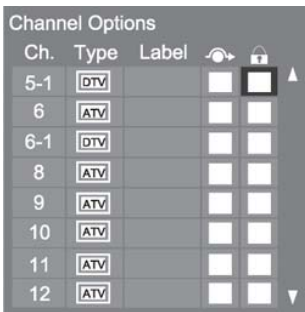 Channel Options
Ch. Type Label
5-1 DTV
6 ATV
6-1 DTV
8 ATV
9 ATV
10 ATV
11 ATV
12 ATV